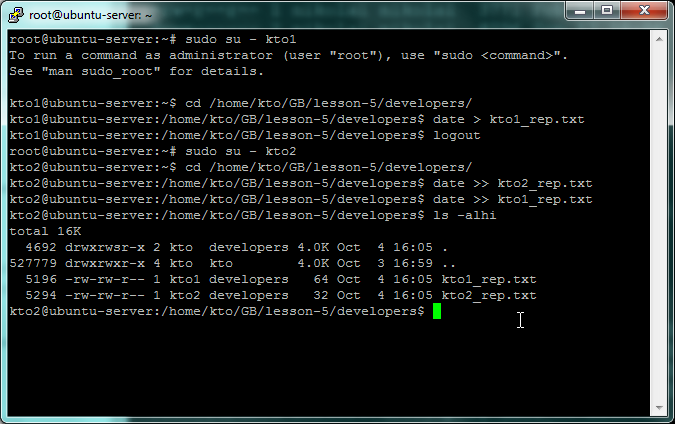 root@ubuntu-server: ~
root@ubuntu-server:~# sudo su - kto1
To run a command as administrator (user "root"), use "sudo <command>".
See "man sudo_root" for details.
kto1@ubuntu-server:~$ cd /home/kto/GB/lesson-5/developers/
kto1@ubuntu-server:/home/kto/GB/lesson-5/developers$ date > kto1_rep.txt
kto1@ubuntu-server:/home/kto/GB/lesson-5/developers$ logout
root@ubuntu-server:~# sudo su - kto2
kto2@ubuntu-server:~$ cd /home/kto/GB/lesson-5/developers/
kto2@ubuntu-server:/home/kto/GB/lesson-5/developers$ date >> kto2_rep.txt
kto2@ubuntu-server:/home/kto/GB/lesson-5/developers$ date >> kto1_rep.txt
kto2@ubuntu-server:/home/kto/GB/lesson-5/developers$ ls -alhi
total 16K
  4692 drwxrwsr-x 2 kto  developers 4.0K Oct  4 16:05 .
527779 drwxrwxr-x 4 kto  kto        4.0K Oct  3 16:59 ..
  5196 -rw-rw-r-- 1 kto1 developers   64 Oct  4 16:05 kto1_rep.txt
  5294 -rw-rw-r-- 1 kto2 developers   32 Oct  4 16:05 kto2_rep.txt
kto2@ubuntu-server:/home/kto/GB/lesson-5/developers$